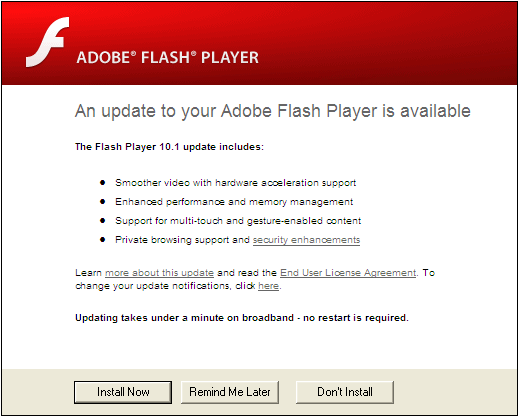 ADOBE® FLASH® PLAYER
An update to your Adobe Flash Player is available
The Flash Player 10.1 update includes:
● Smoother video with hardware acceleration support
● Enhanced performance and memory management
● Support for multi-touch and gesture-enabled content
● Private browsing support and security enhancements
Learn more about this update and read the End User License Agreement. To
change your update notifications, click here.
Updating takes under a minute on broadband - no restart is required.
Install Now
Remind Me Later
Don't Install